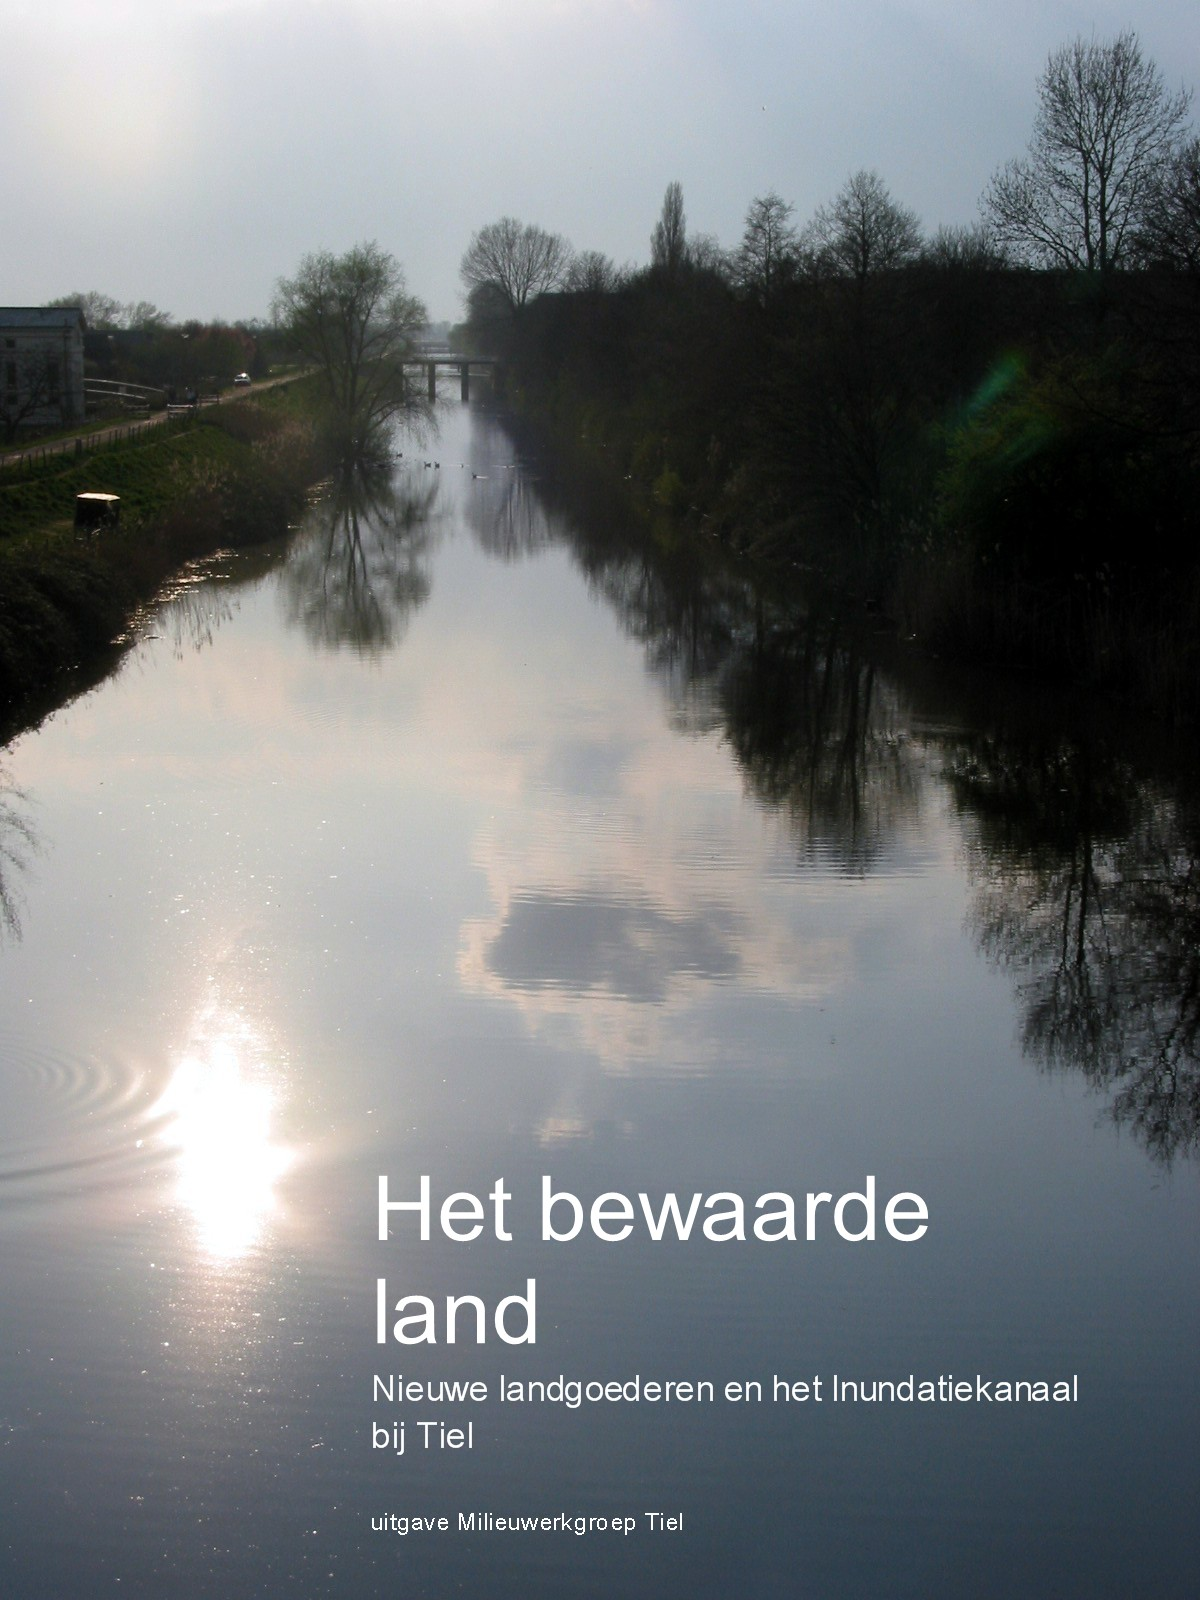 Het bewaarde
land
Nieuwe landgoederen en het Inundatiekanaal
bij Tiel
uitgave Milieuwerkgroep Tiel